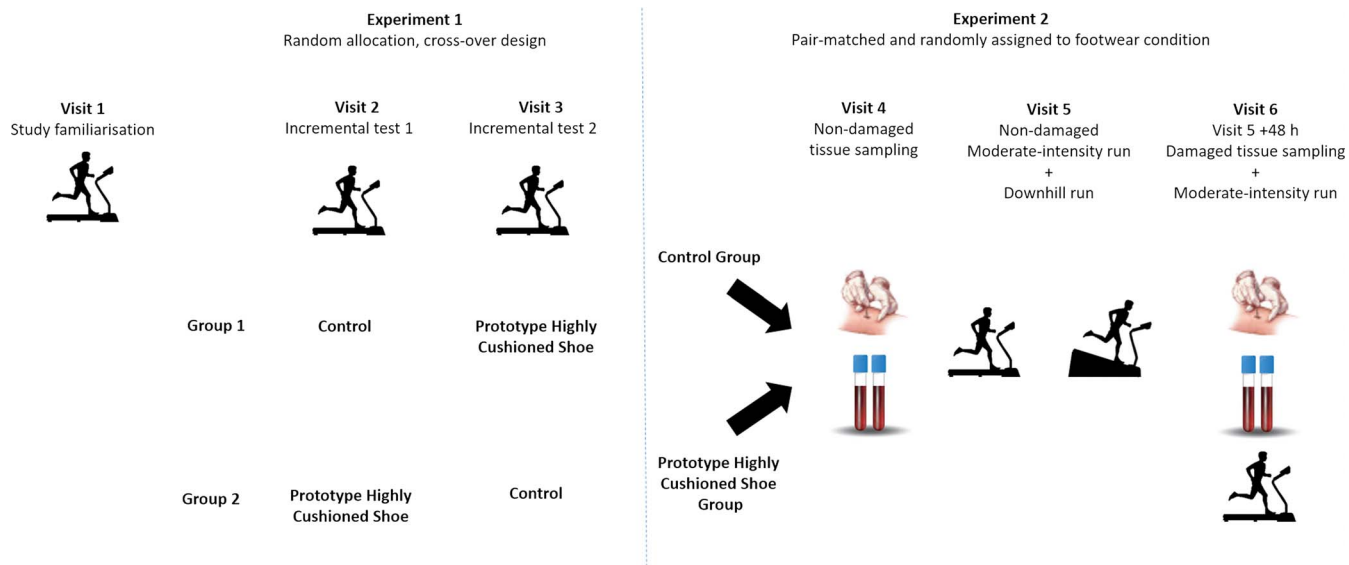 Experiment 1
Random allocation, cross-over design
Visit 1
Study familiarisation
Visit 2
Incremental test 1
Visit 3
Incremental test 2
Group 1
Control
Prototype Highly
Cushioned Shoe
Group 2
Prototype Highly
Cushioned Shoe
Control
Experiment 2
Pair-matched and randomly assigned to footwear condition
Visit 4
Non-damaged
tissue sampling
Visit 5
Non-damaged
Moderate-intensity run
+
Downhill run
Visit 6
Visit 5 +48 h
Damaged tissue sampling
+
Moderate-intensity run
Control Group
Prototype Highly
Cushioned Shoe
Group